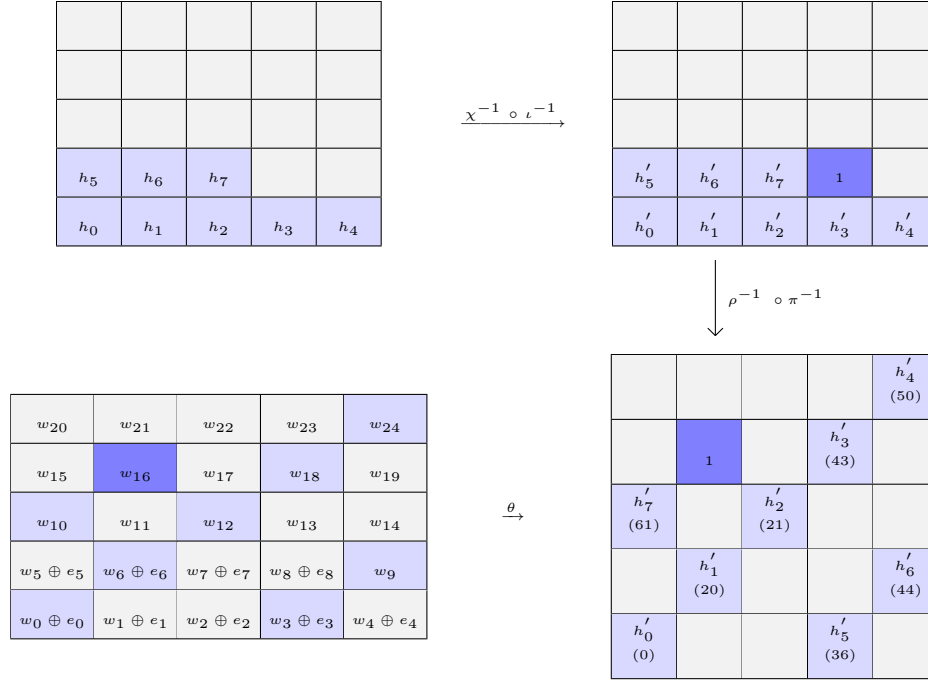 χ⁻¹ ∘ ι⁻¹
h₅ h₆ h₇
h₀ h₁ h₂ h₃ h₄
h′₅ h′₆ h′₇ 1
h′₀ h′₁ h′₂ h′₃ h′₄
ρ⁻¹ ∘ π⁻¹
w₂₀ w₂₁ w₂₂ w₂₃ w₂₄
w₁₅ w₁₆ w₁₇ w₁₈ w₁₉
w₁₀ w₁₁ w₁₂ w₁₃ w₁₄
w₅ ⊕ e₅ w₆ ⊕ e₆ w₇ ⊕ e₇ w₈ ⊕ e₈ w₉
w₀ ⊕ e₀ w₁ ⊕ e₁ w₂ ⊕ e₂ w₃ ⊕ e₃ w₄ ⊕ e₄
θ
h′₄
(50)
1 h′₃
(43)
h′₇ h′₂
(61) (21)
h′₁ h′₆
(20) (44)
h′₀ h′₅
(0) (36)